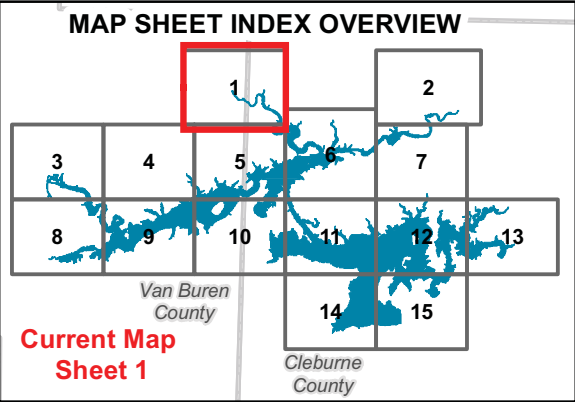 MAP SHEET INDEX OVERVIEW
1
2
3
4
5
6
7
8
9
10
11
12
13
14
15
Van Buren
County
Current Map
Sheet 1
Cleburne
County